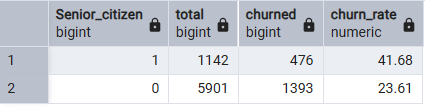 Senior_citizen total churned churn_rate
bigint bigint bigint numeric
1 1 1142 476 41.68
2 0 5901 1393 23.61